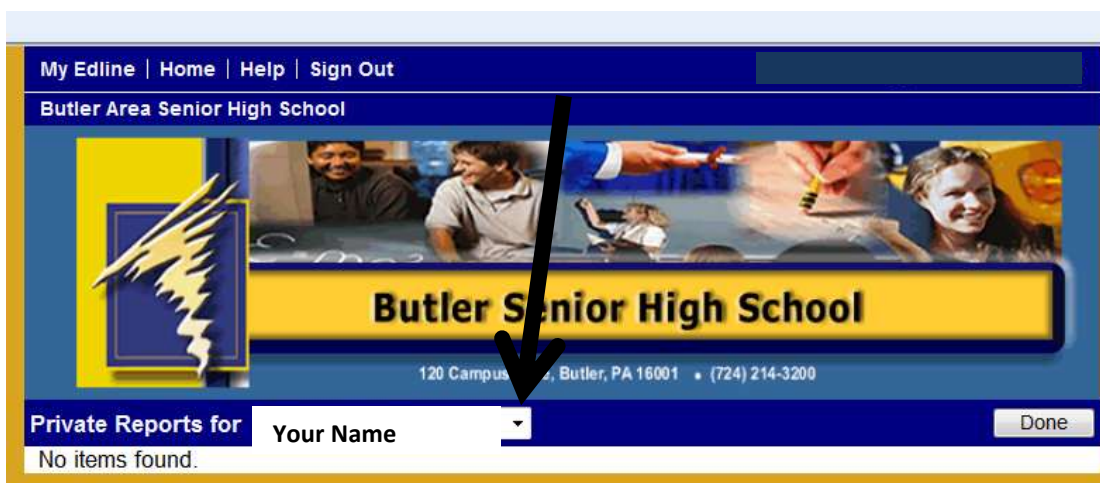 My Edline | Home | Help | Sign Out
Butler Area Senior High School
Butler Senior High School
120 Campus, Butler, PA 16001 • (724) 214-3200
Private Reports for Your Name Done
No items found.